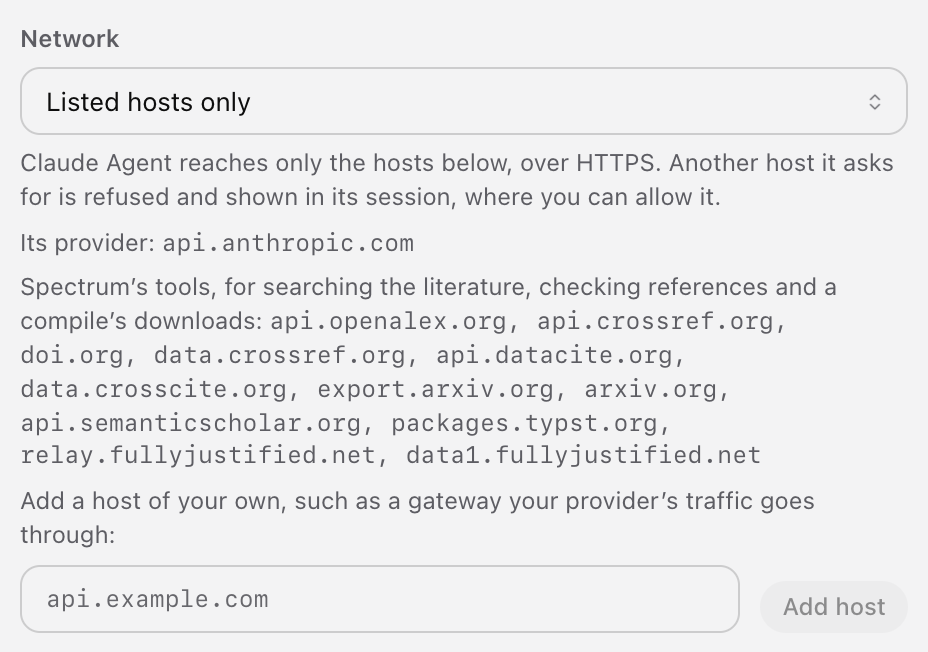 Network
Listed hosts only
Claude Agent reaches only the hosts below, over HTTPS. Another host it asks
for is refused and shown in its session, where you can allow it.
Its provider: api.anthropic.com
Spectrum’s tools, for searching the literature, checking references and a
compile’s downloads: api.openalex.org, api.crossref.org,
doi.org, data.crossref.org, api.datacite.org,
data.crosscite.org, export.arxiv.org, arxiv.org,
api.semanticscholar.org, packages.typst.org,
relay.fullyjustified.net, data1.fullyjustified.net
Add a host of your own, such as a gateway your provider’s traffic goes
through:
api.example.com
Add host